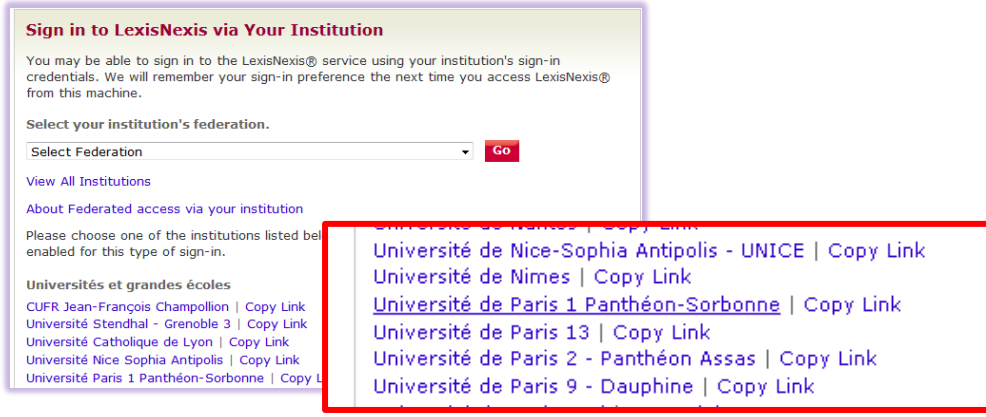 Sign in to LexisNexis via Your Institution
You may be able to sign in to the LexisNexis® service using your institution's sign-in
credentials. We will remember your sign-in preference the next time you access LexisNexis®
from this machine.
Select your institution's federation.
Select Federation
Go
View All Institutions
About Federated access via your institution
Please choose one of the institutions listed bel
enabled for this type of sign-in.
Universités et grandes écoles
CUFR Jean-François Champollion | Copy Link
Université Stendhal - Grenoble 3 | Copy Link
Université Catholique de Lyon | Copy Link
Université Nice Sophia Antipolis | Copy Link
Université Paris 1 Panthéon-Sorbonne | Copy L
Université de Nantes | Copy Link
Université de Nice-Sophia Antipolis - UNICE | Copy Link
Université de Nimes | Copy Link
Université de Paris 1 Panthéon-Sorbonne | Copy Link
Université de Paris 13 | Copy Link
Université de Paris 2 - Panthéon Assas | Copy Link
Université de Paris 9 - Dauphine | Copy Link